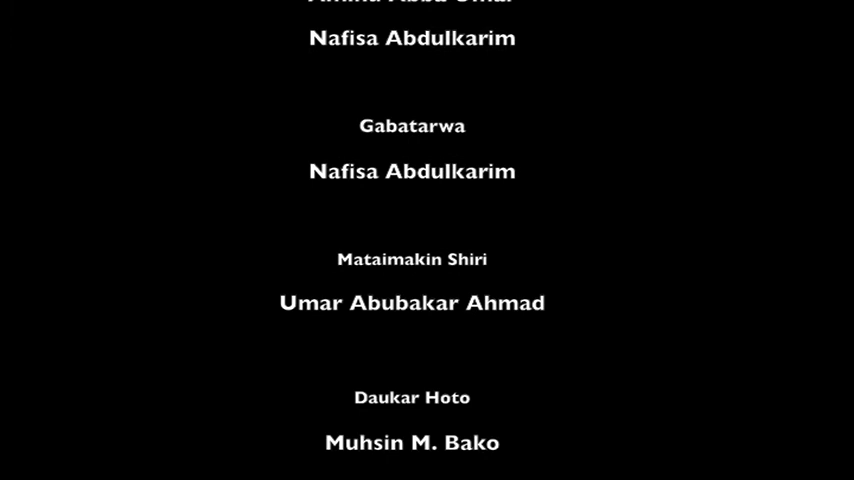 Nafisa Abdulkarim
Gabatarwa
Nafisa Abdulkarim
Mataimakin Shiri
Umar Abubakar Ahmad
Daukar Hoto
Muhsin M. Bako